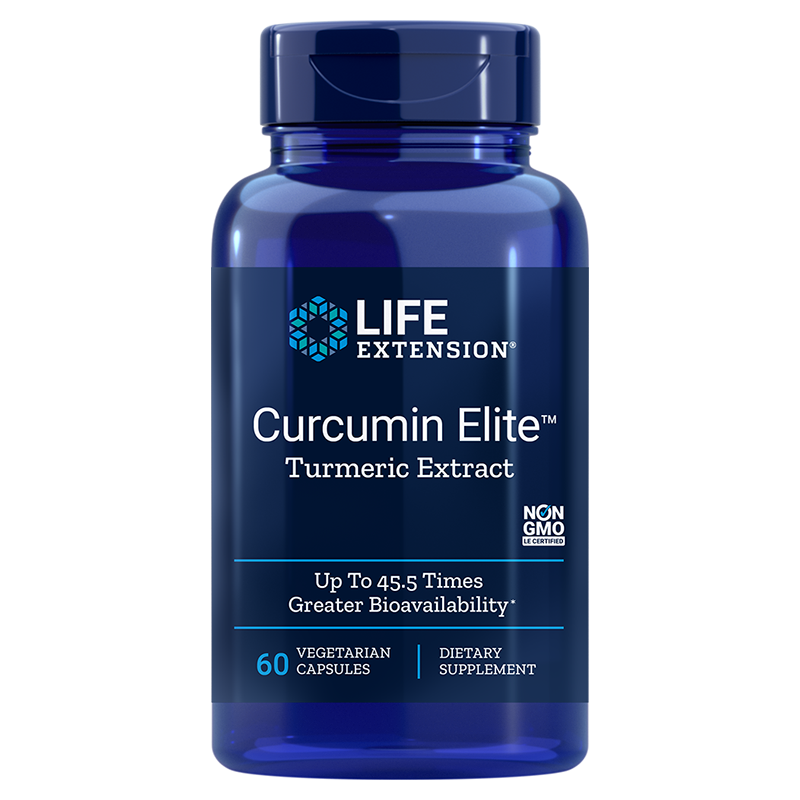 LIFE
EXTENSION®
Curcumin Elite™
Turmeric Extract
NON
GMO
LE CERTIFIED
Up To 45.5 Times
Greater Bioavailability*
60 VEGETARIAN CAPSULES
DIETARY SUPPLEMENT